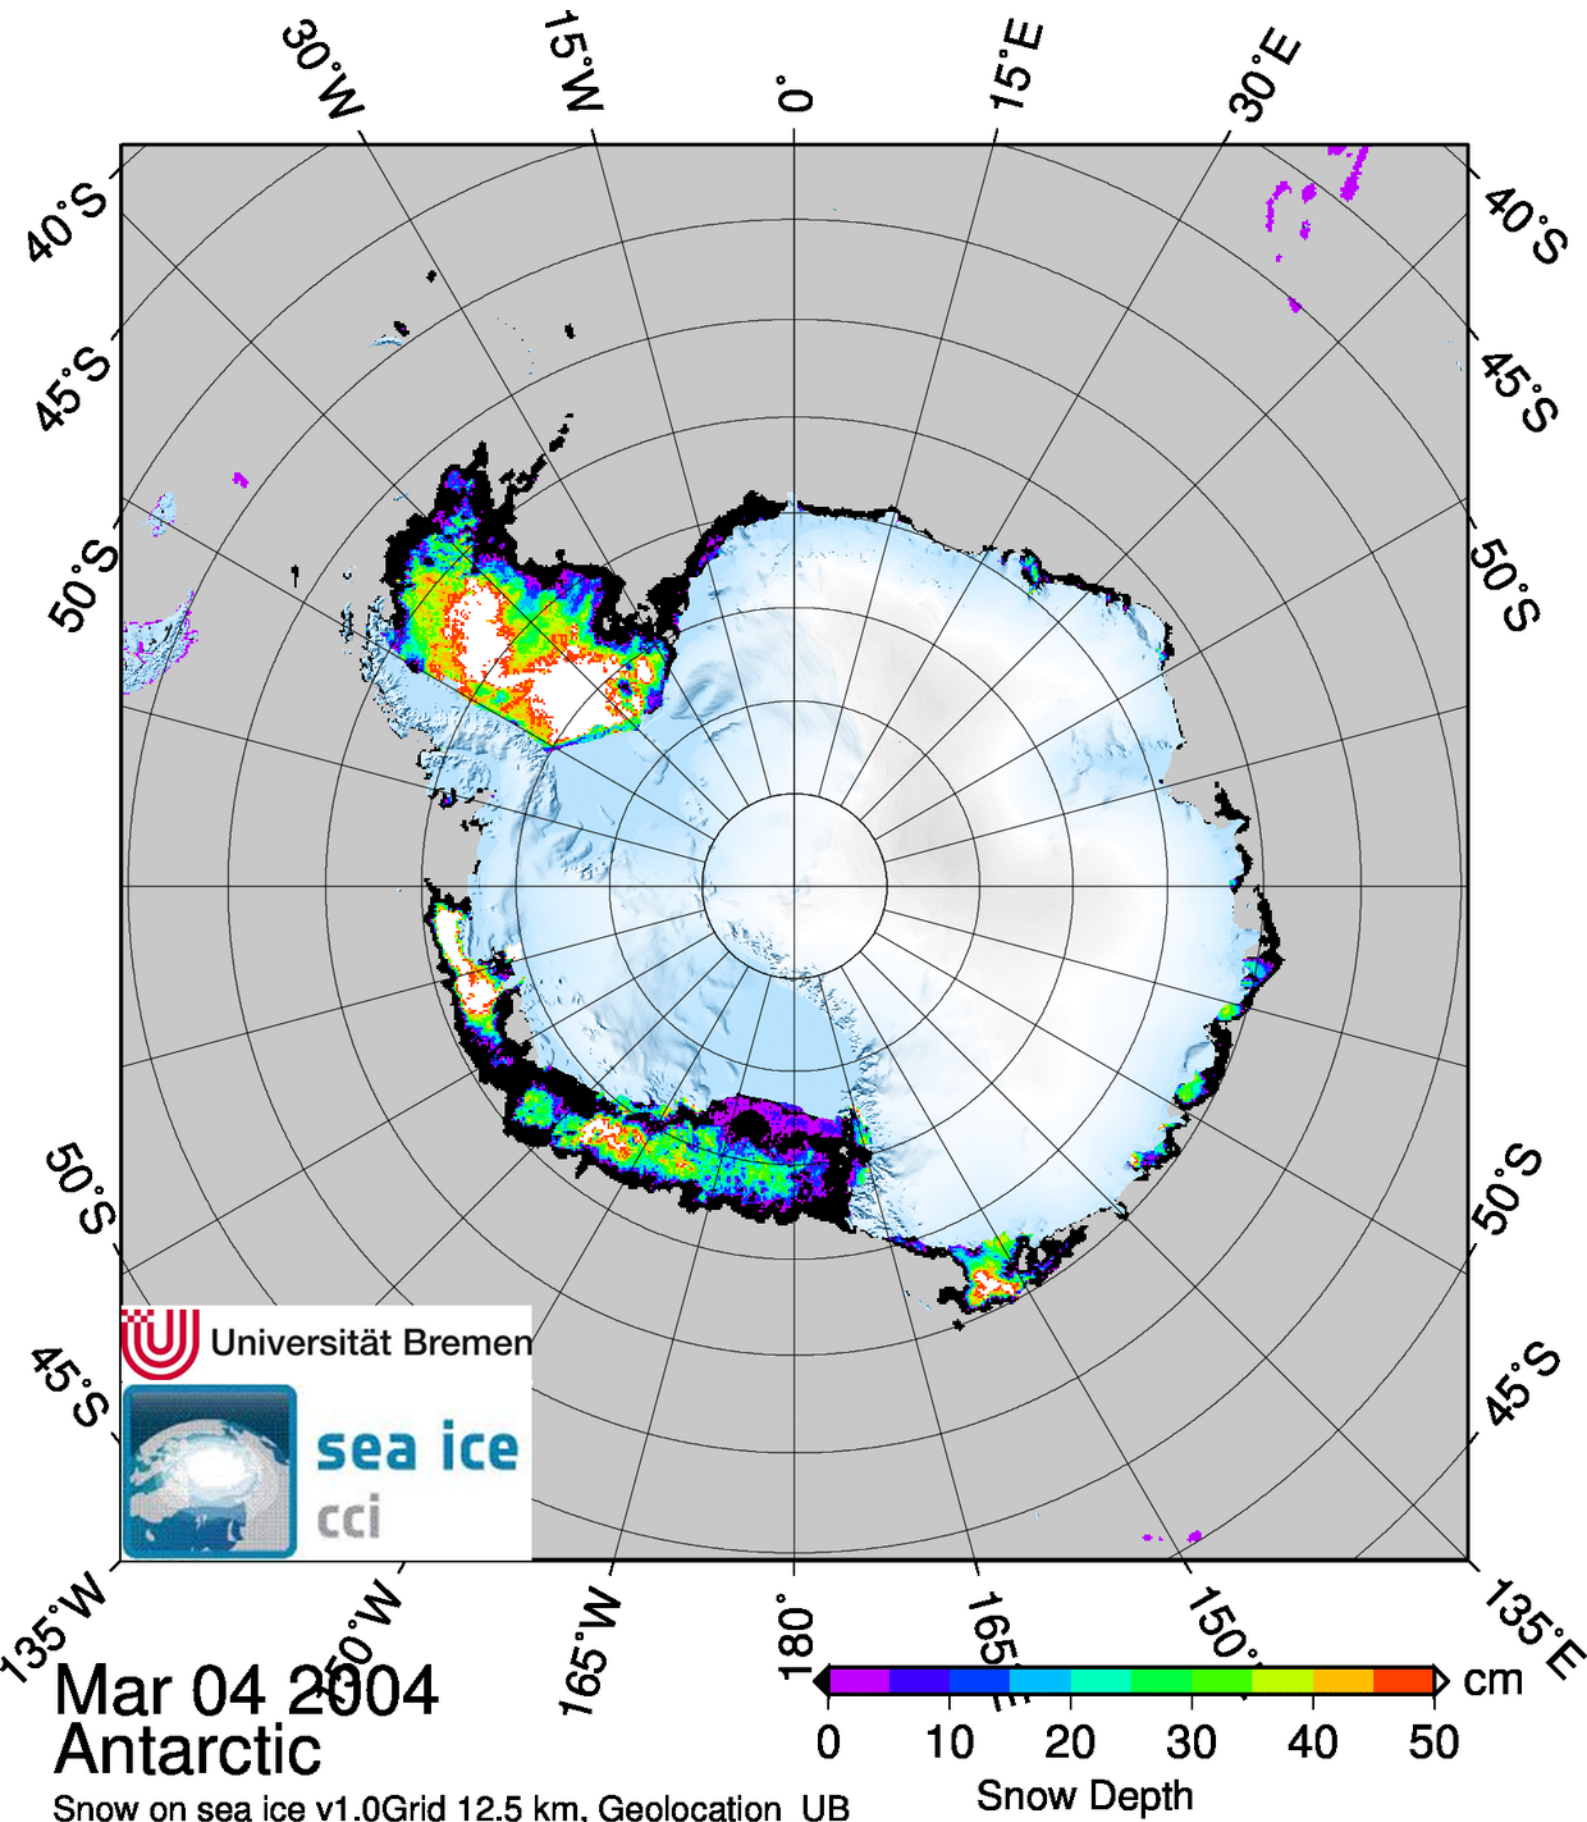 30°W 15°W 0° 15°E 30°E
40°S 40°S
45°S 45°S
50°S 50°S
50°S 50°S
45°S 45°S
Universität Bremen
sea ice
cci
135°W 165°W 180° 150° 135°E
Mar 04 2004
Antarctic
cm
0 10 20 30 40 50
Snow Depth
Snow on sea ice v1.0Grid 12.5 km, Geolocation UB